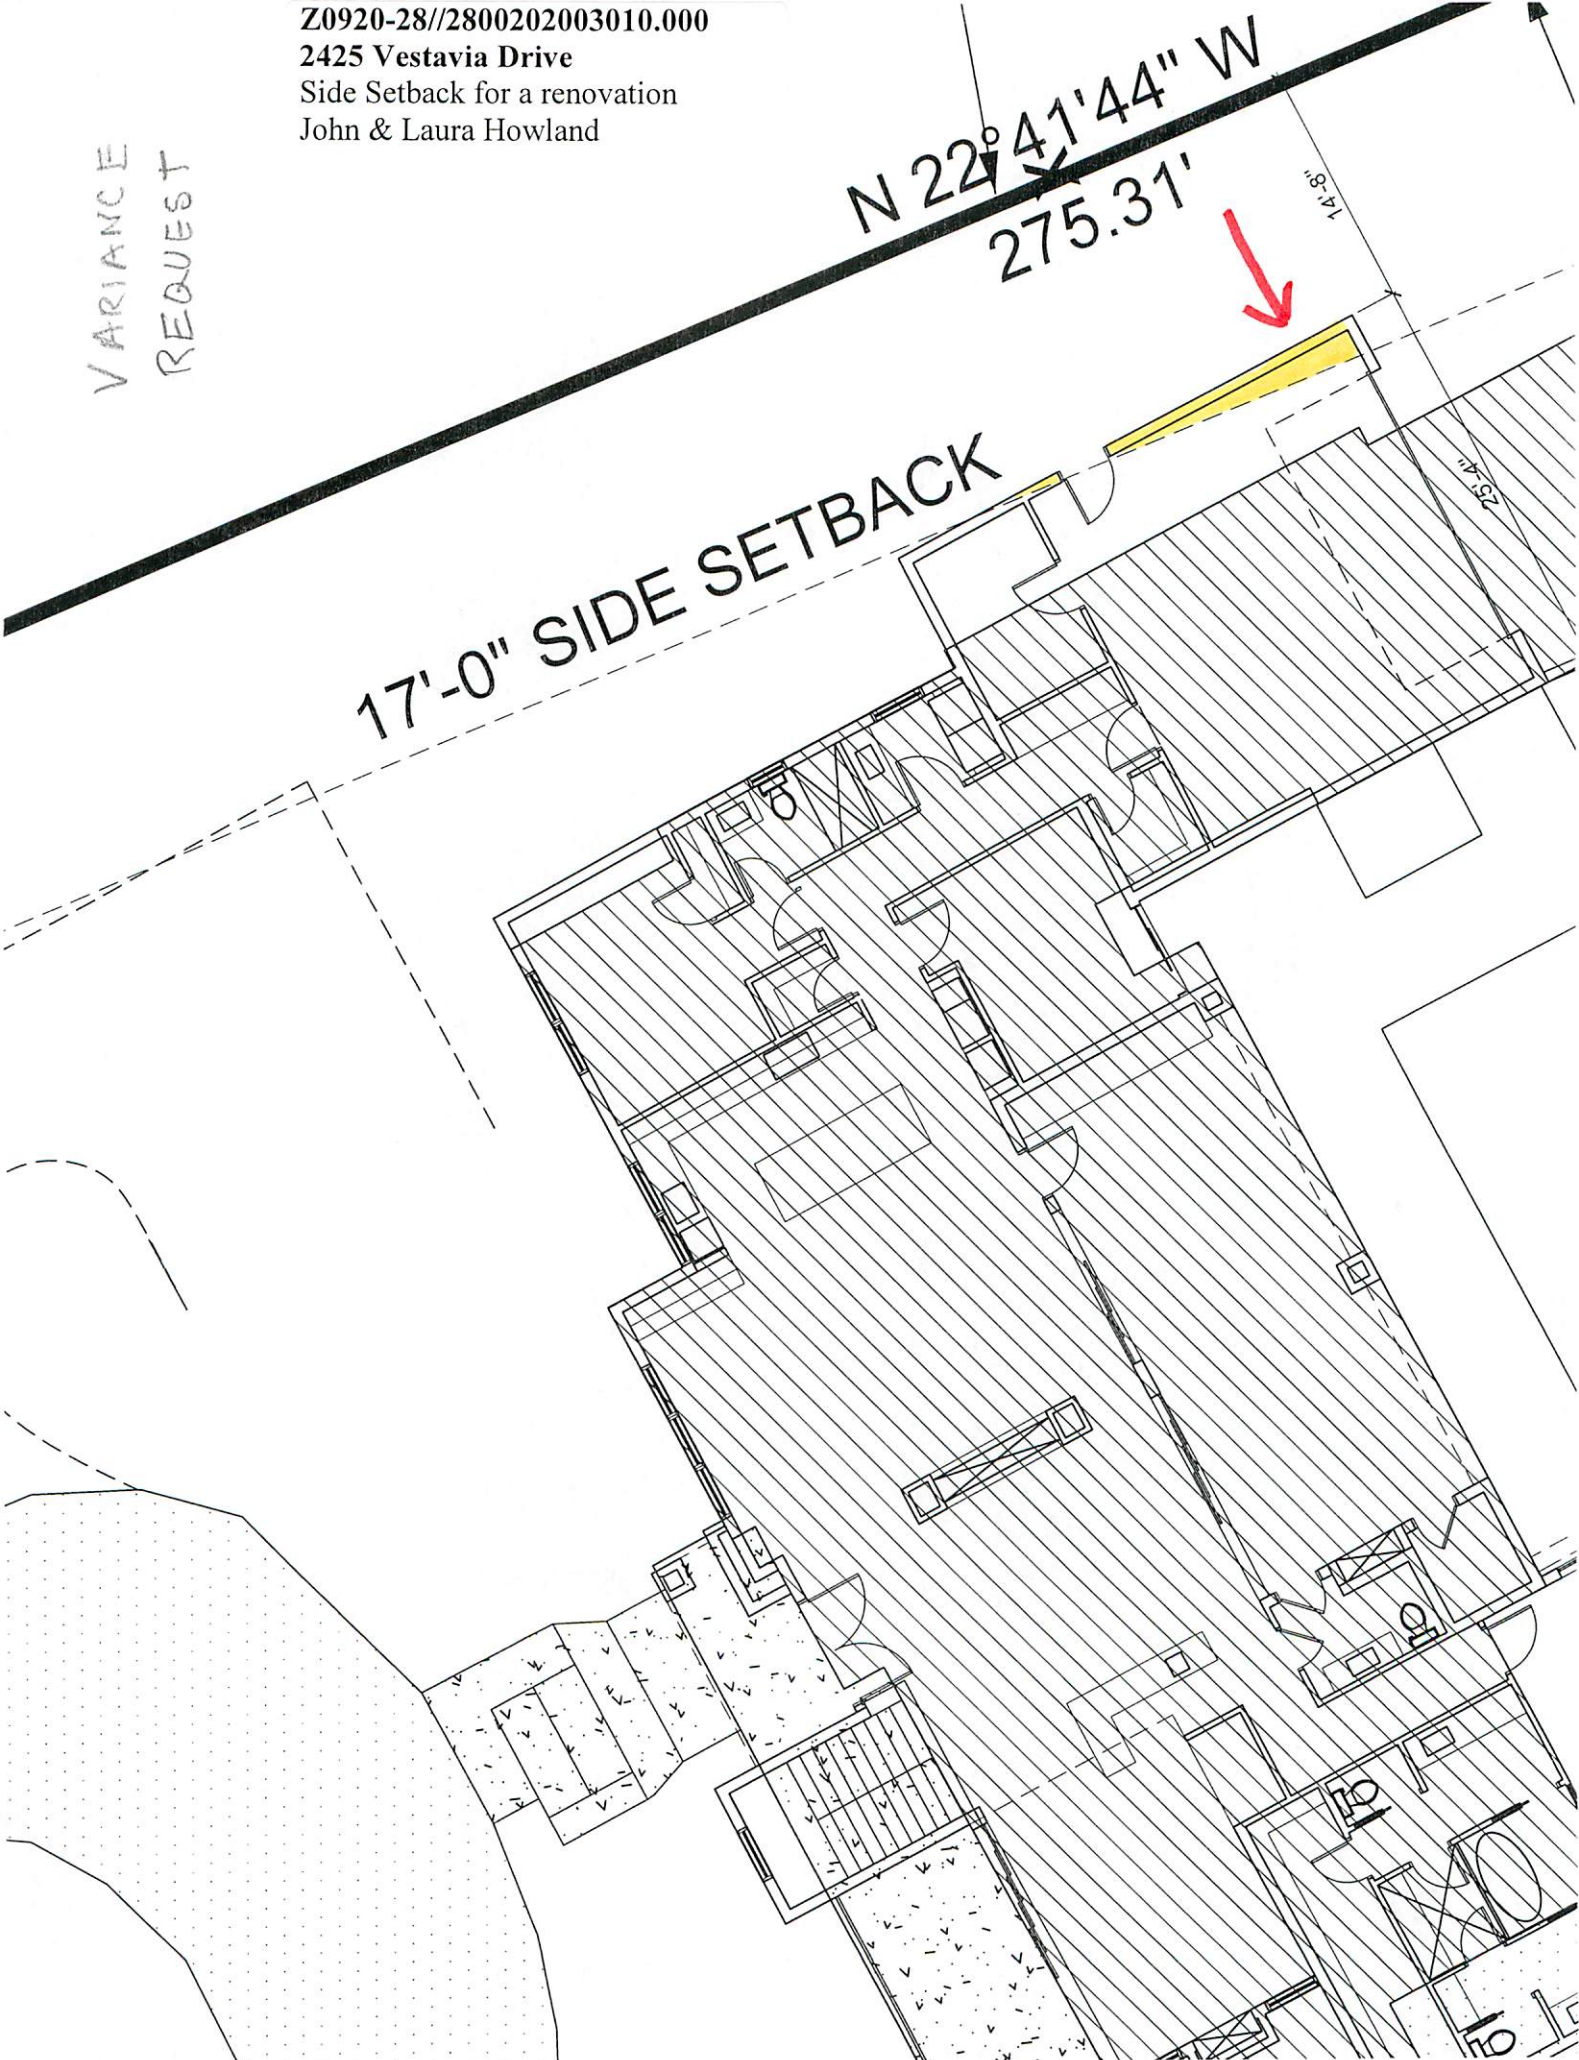 Z0920-28//2800202003010.000
2425 Vestavia Drive
Side Setback for a renovation
John & Laura Howland
VARIANCE
REQUEST
N 22°41'44" W
275.31'
14'-8"
17'-0" SIDE SETBACK
25'-4"